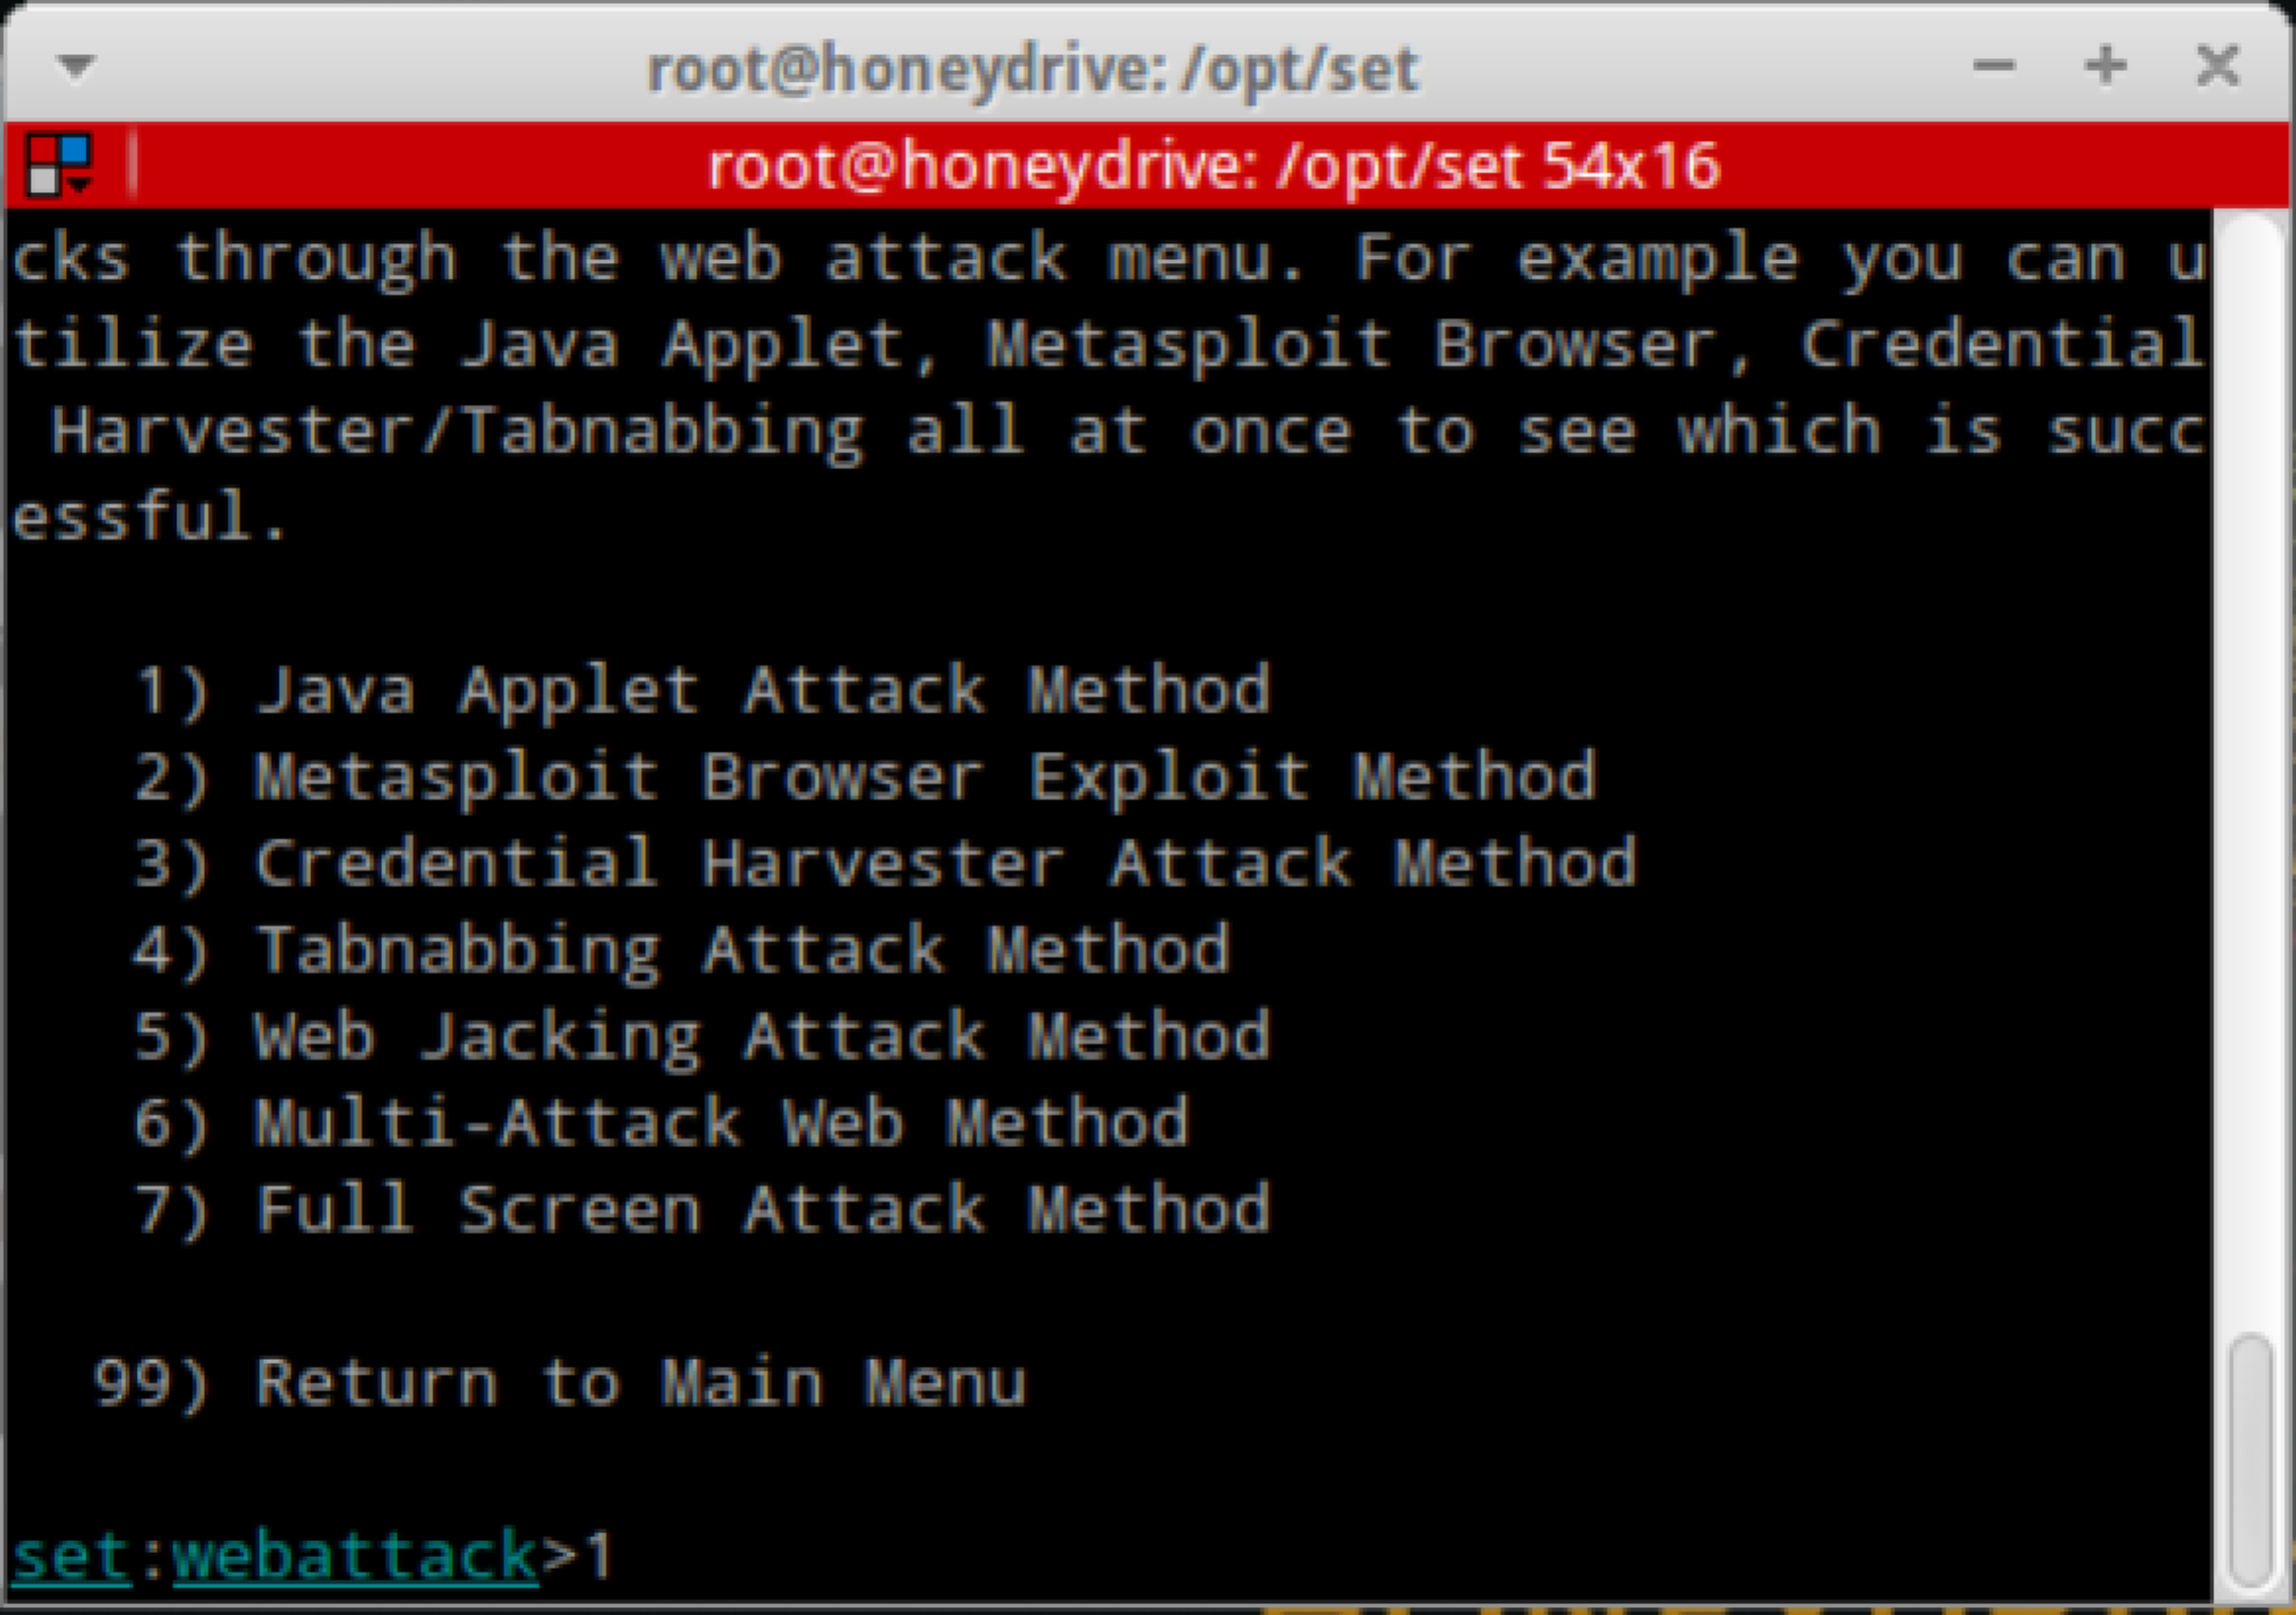 root@honeydrive: /opt/set
root@honeydrive: /opt/set 54x16
cks through the web attack menu. For example you can u
tilize the Java Applet, Metasploit Browser, Credential
 Harvester/Tabnabbing all at once to see which is succ
essful.
1) Java Applet Attack Method
2) Metasploit Browser Exploit Method
3) Credential Harvester Attack Method
4) Tabnabbing Attack Method
5) Web Jacking Attack Method
6) Multi-Attack Web Method
7) Full Screen Attack Method
99) Return to Main Menu
set:webattack>1